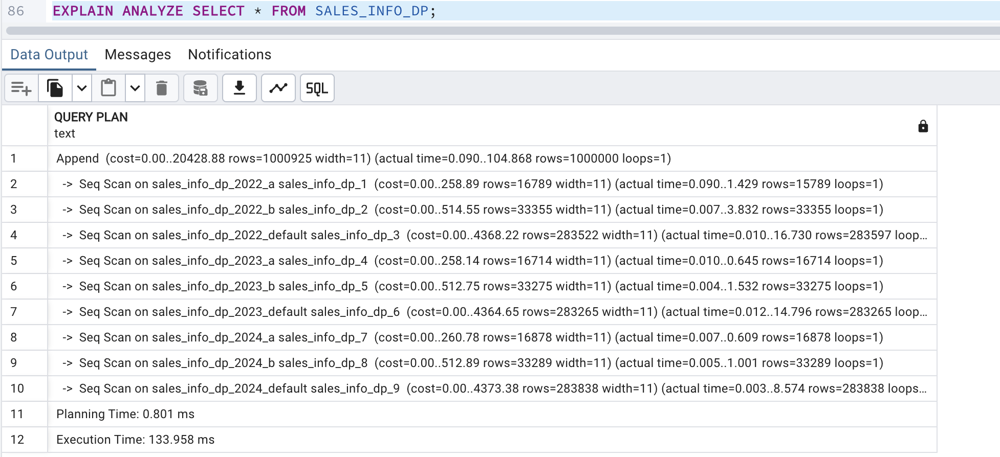 86 EXPLAIN ANALYZE SELECT * FROM SALES_INFO_DP;
Data Output Messages Notifications
SQL
QUERY PLAN
text
1 Append (cost=0.00..20428.88 rows=1000925 width=11) (actual time=0.090..104.868 rows=1000000 loops=1)
2 -> Seq Scan on sales_info_dp_2022_a sales_info_dp_1 (cost=0.00..258.89 rows=16789 width=11) (actual time=0.090..1.429 rows=15789 loops=1)
3 -> Seq Scan on sales_info_dp_2022_b sales_info_dp_2 (cost=0.00..514.55 rows=33355 width=11) (actual time=0.007..3.832 rows=33355 loops=1)
4 -> Seq Scan on sales_info_dp_2022_default sales_info_dp_3 (cost=0.00..4368.22 rows=283522 width=11) (actual time=0.010..16.730 rows=283597 loop...
5 -> Seq Scan on sales_info_dp_2023_a sales_info_dp_4 (cost=0.00..258.14 rows=16714 width=11) (actual time=0.010..0.645 rows=16714 loops=1)
6 -> Seq Scan on sales_info_dp_2023_b sales_info_dp_5 (cost=0.00..512.75 rows=33275 width=11) (actual time=0.004..1.532 rows=33275 loops=1)
7 -> Seq Scan on sales_info_dp_2023_default sales_info_dp_6 (cost=0.00..4364.65 rows=283265 width=11) (actual time=0.012..14.796 rows=283265 loop...
8 -> Seq Scan on sales_info_dp_2024_a sales_info_dp_7 (cost=0.00..260.78 rows=16878 width=11) (actual time=0.007..0.609 rows=16878 loops=1)
9 -> Seq Scan on sales_info_dp_2024_b sales_info_dp_8 (cost=0.00..512.89 rows=33289 width=11) (actual time=0.005..1.001 rows=33289 loops=1)
10 -> Seq Scan on sales_info_dp_2024_default sales_info_dp_9 (cost=0.00..4373.38 rows=283838 width=11) (actual time=0.003..8.574 rows=283838 loops...
11 Planning Time: 0.801 ms
12 Execution Time: 133.958 ms